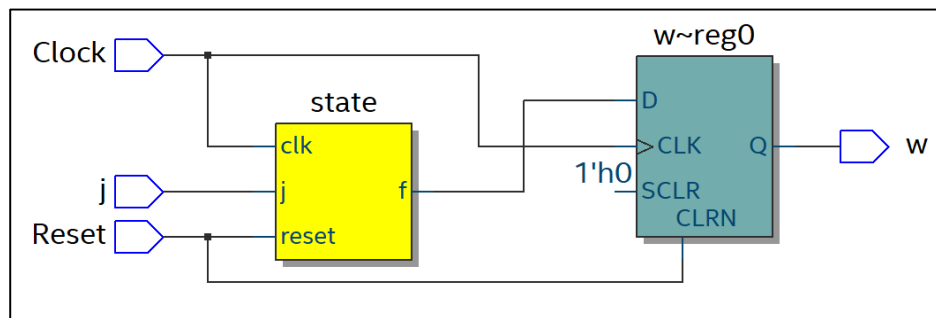 Clock
j
Reset
state
clk
j
f
reset
w~reg0
D
CLK
Q
1'h0
SCLR
CLRN
w